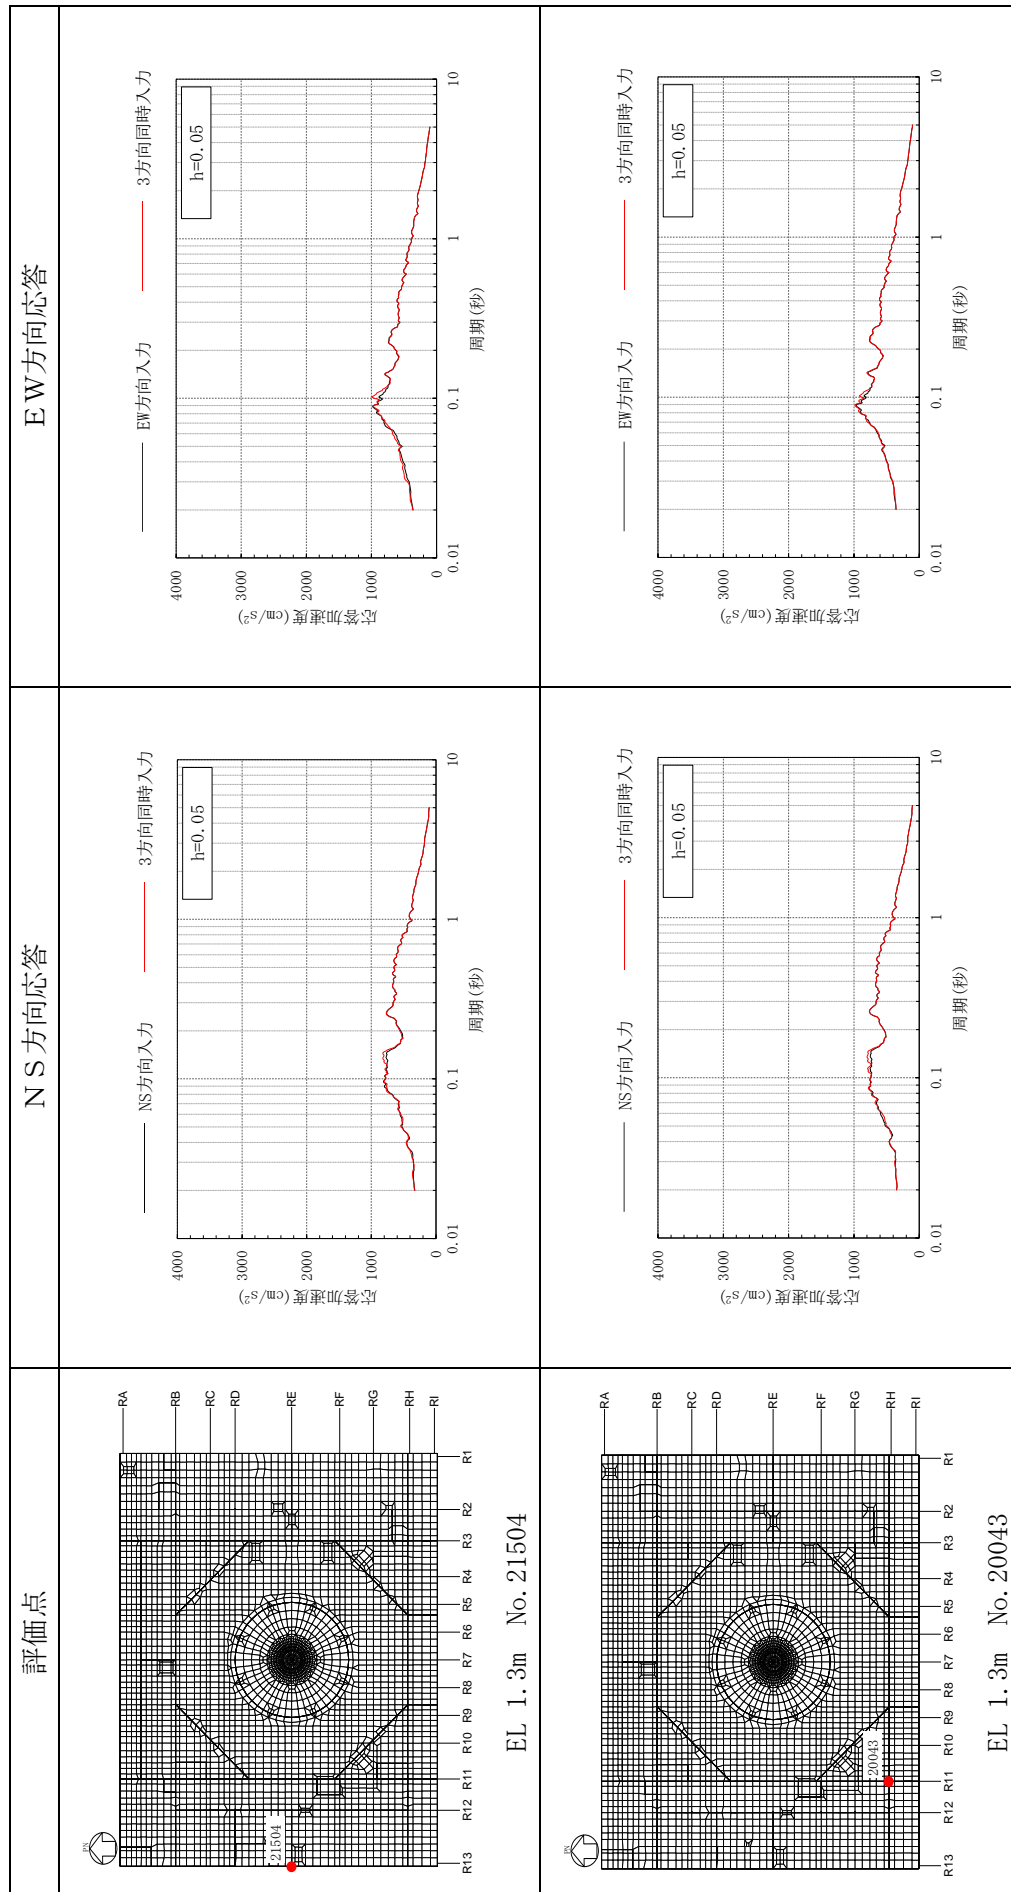 評価点
NS方向応答
EW方向応答
PN
21504
RA
RB
RC
RD
RE
RF
RG
RH
RI
R13
R12
R11
R10
R9
R8
R7
R6
R5
R4
R3
R2
R1
EL 1.3m No.21504
NS方向入力
3方向同時入力
h=0.05
4000
3000
2000
1000
0
応答加速度(cm/s²)
0.01
0.1
1
10
周期(秒)
EW方向入力
3方向同時入力
h=0.05
4000
3000
2000
1000
0
応答加速度(cm/s²)
0.01
0.1
1
10
周期(秒)
PN
20043
RA
RB
RC
RD
RE
RF
RG
RH
RI
R13
R12
R11
R10
R9
R8
R7
R6
R5
R4
R3
R2
R1
EL 1.3m No.20043
NS方向入力
3方向同時入力
h=0.05
4000
3000
2000
1000
0
応答加速度(cm/s²)
0.01
0.1
1
10
周期(秒)
EW方向入力
3方向同時入力
h=0.05
4000
3000
2000
1000
0
応答加速度(cm/s²)
0.01
0.1
1
10
周期(秒)